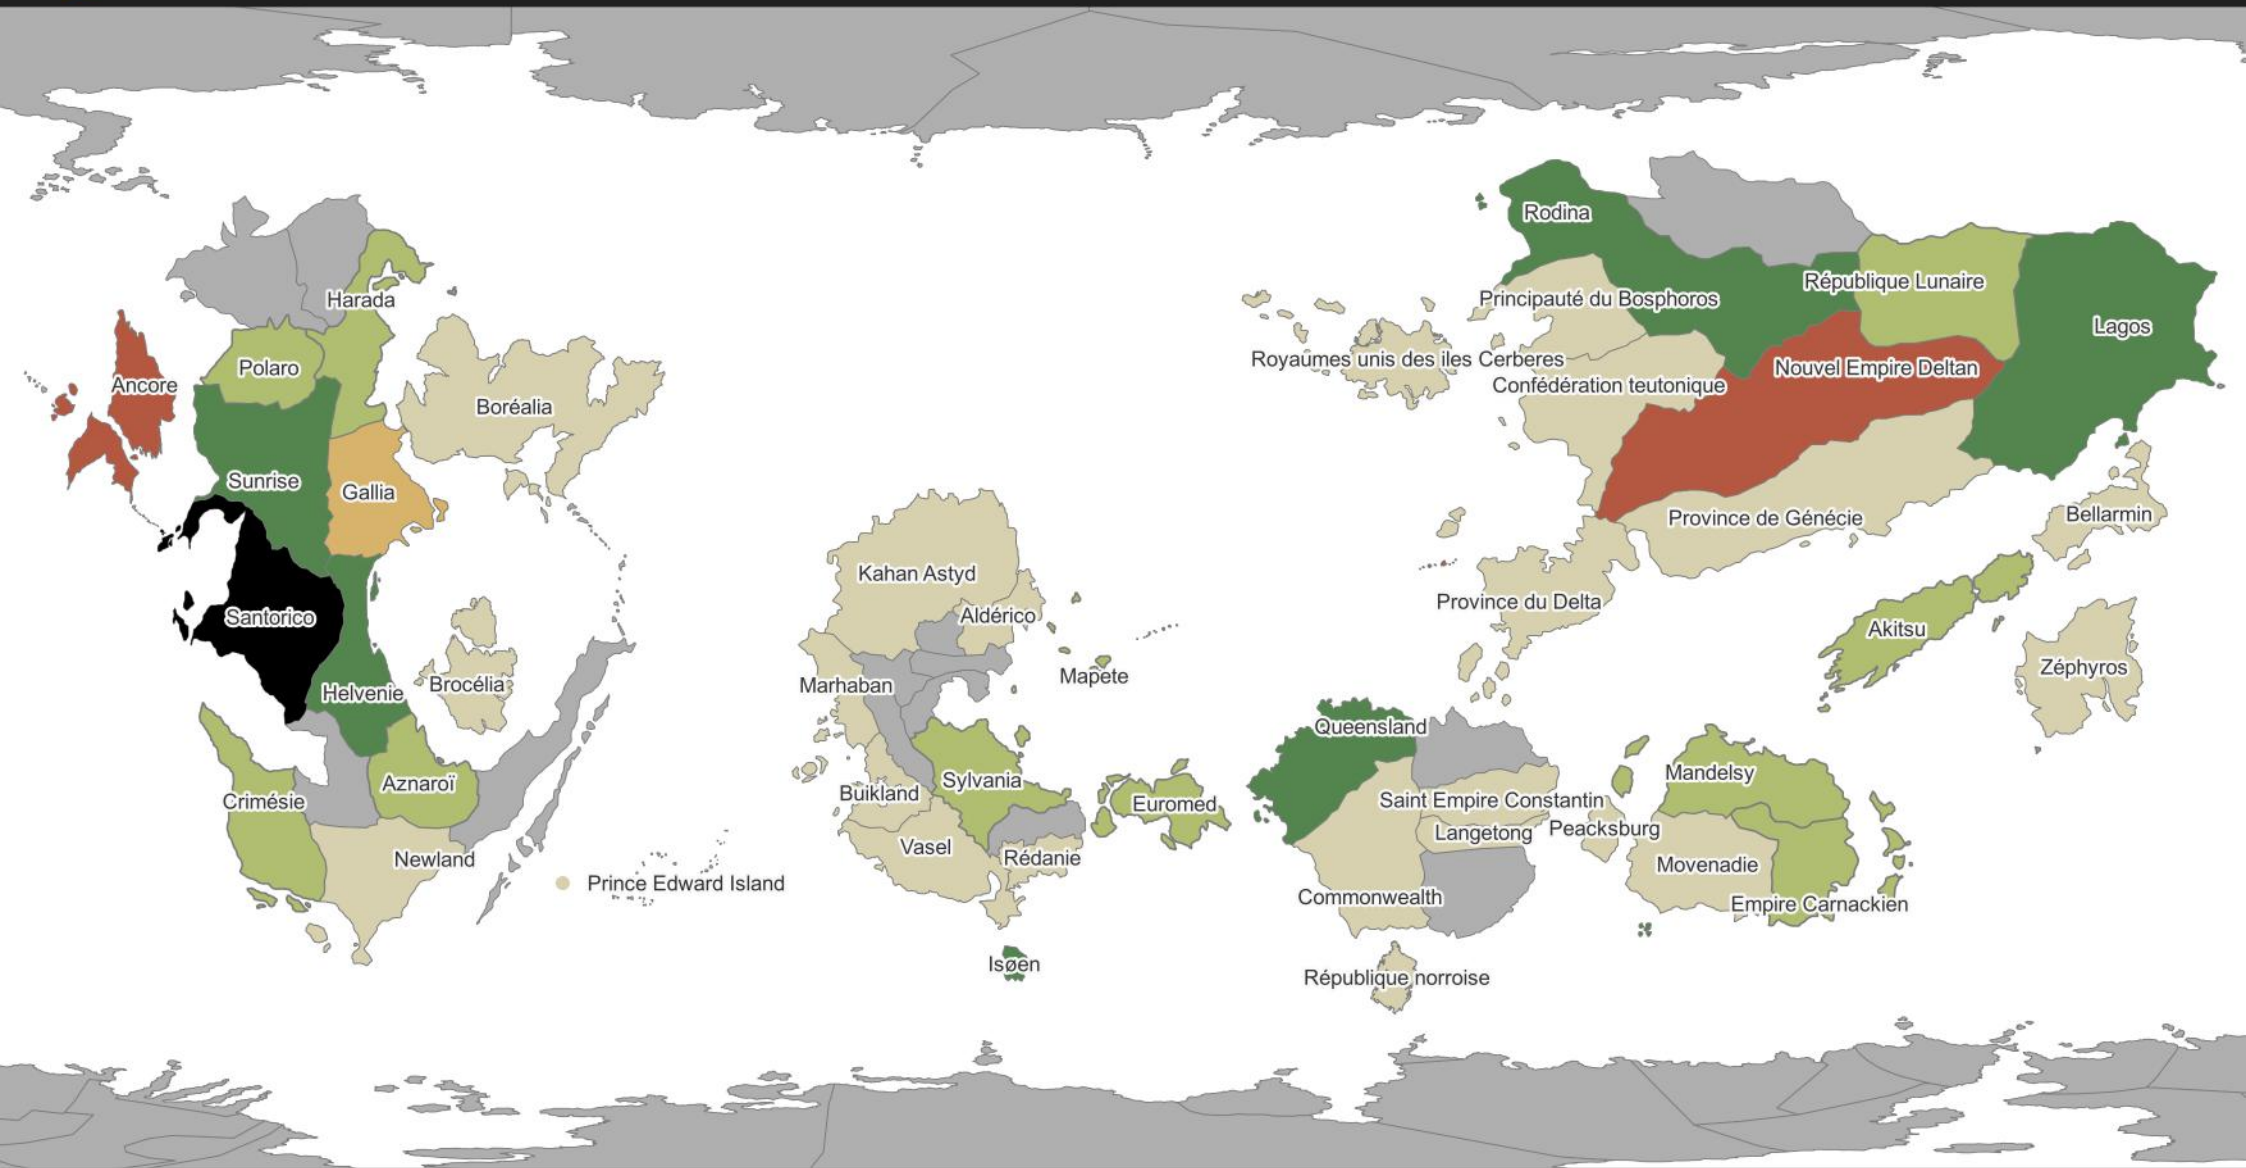 Rodina
République Lunaire
Principauté du Bosphoros
Harada
Lagos
Royaumes unis des iles Cerberes
Polaro
Nouvel Empire Deltan
Ancore
Confédération teutonique
Boréalia
Sunrise
Gallia
Province de Génécie
Bellarmin
Kahan Astyd
Province du Delta
Santorico
Aldérico
Akitsu
Zéphyros
Mapete
Marhaban
Brocélia
Helvenie
Queensland
Mandelsy
Sylvania
Aznaroï
Buikland
Crimésie
Saint Empire Constantin
Euromed
Peacksburg
Langetong
Vasel
Rédanie
Newland
Movenadie
Prince Edward Island
Commonwealth
Empire Carnackien
Isøen
République norroise